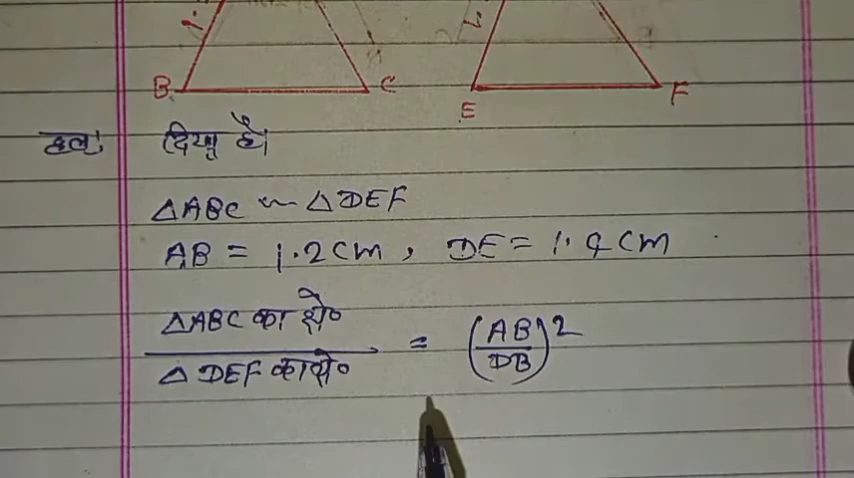 B C E F
हल: दिया है।
△ABC ~ △DEF
AB = 1.2 cm, DE = 1.4 cm
△ABC का क्षे० / △DEF का क्षे० = (AB/DB)2